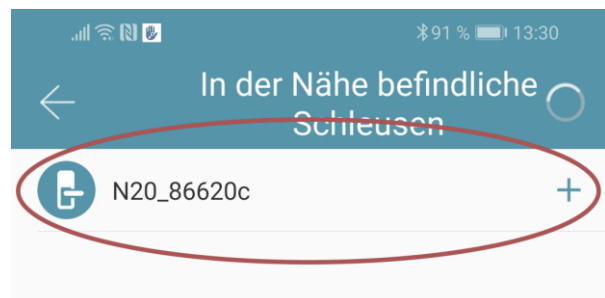 91 % 13:30
In der Nähe befindliche
Schleusen
N20_86620c